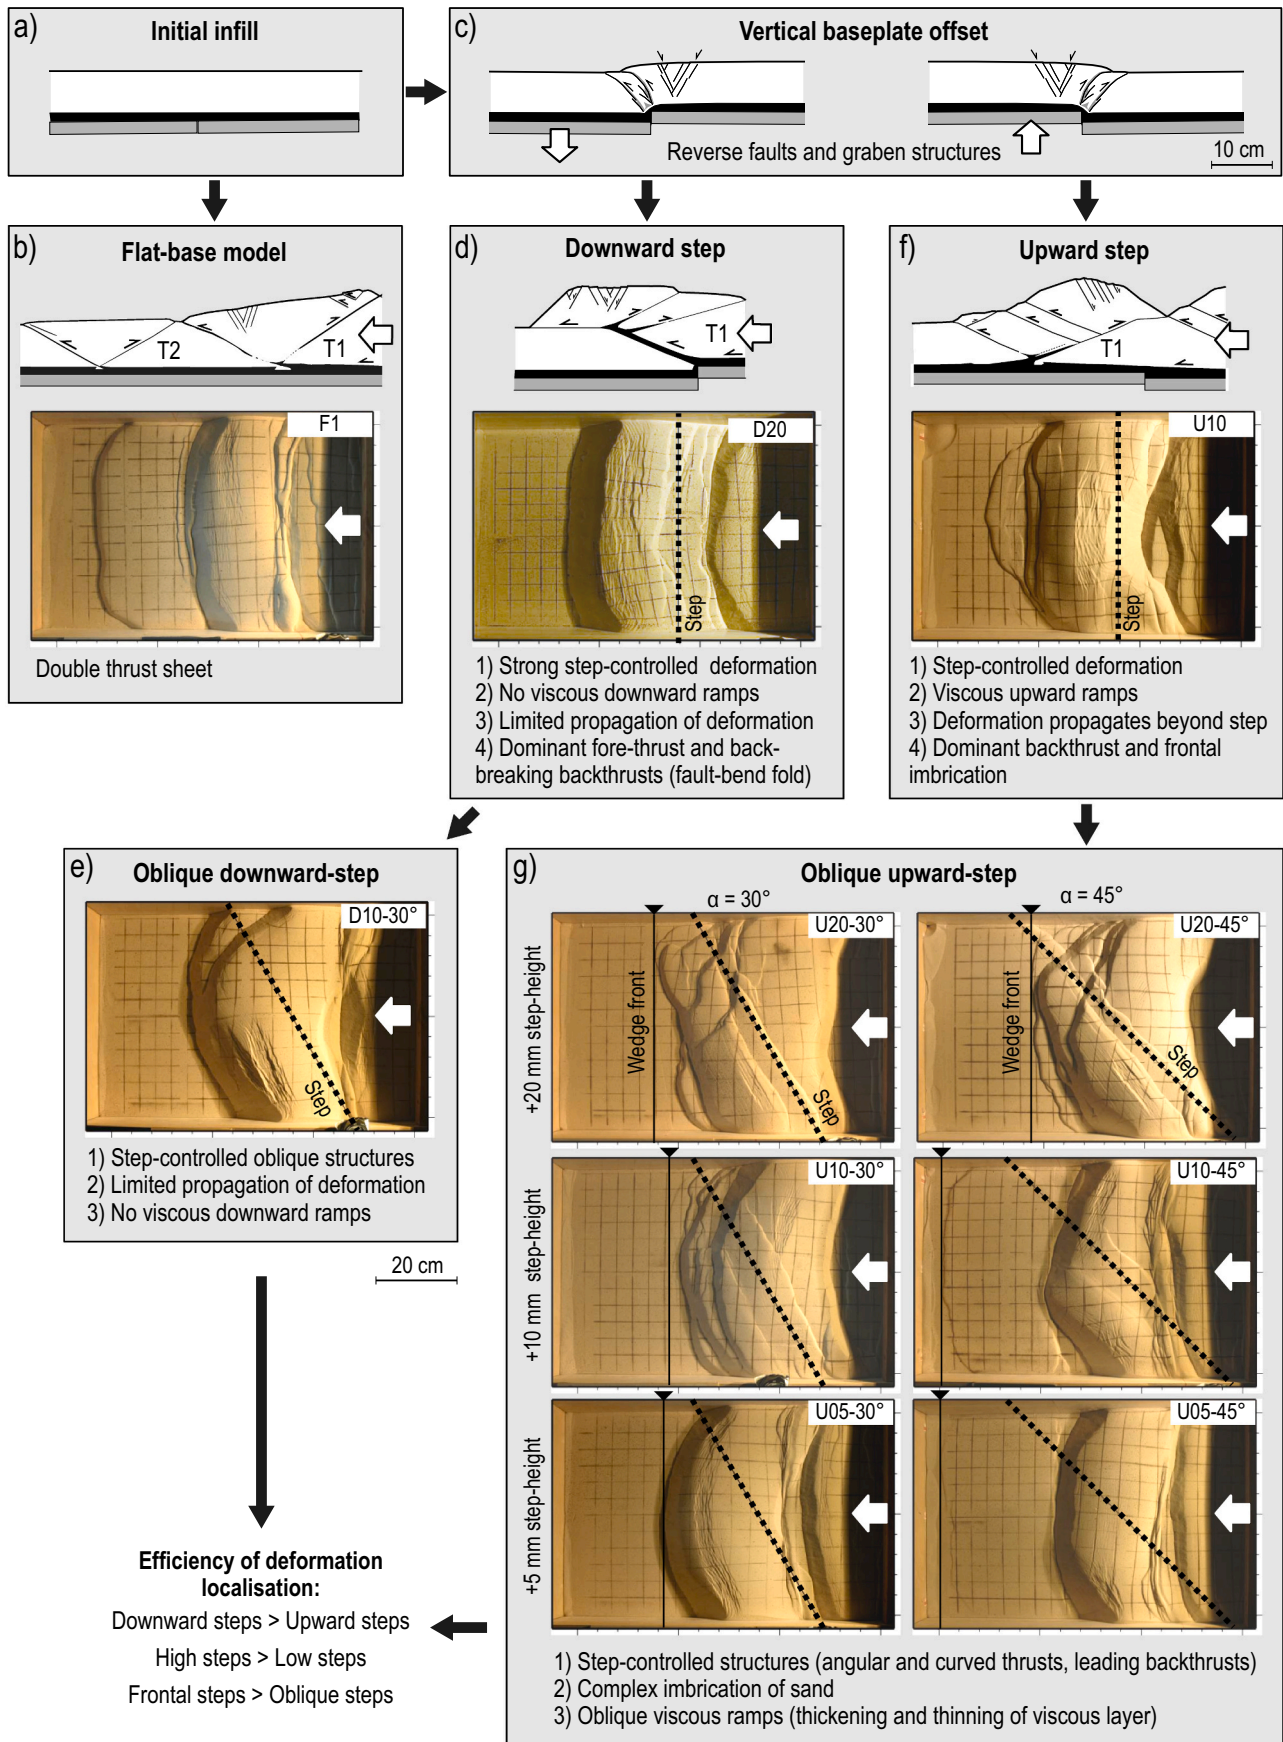 a)
Initial infill
c)
Vertical baseplate offset
Reverse faults and graben structures
10 cm
b)
Flat-base model
T2
T1
F1
Double thrust sheet
d)
Downward step
T1
D20
Step
1) Strong step-controlled deformation
2) No viscous downward ramps
3) Limited propagation of deformation
4) Dominant fore-thrust and back-
breaking backthrusts (fault-bend fold)
f)
Upward step
T1
U10
Step
1) Step-controlled deformation
2) Viscous upward ramps
3) Deformation propagates beyond step
4) Dominant backthrust and frontal
imbrication
e)
Oblique downward-step
D10-30°
Step
1) Step-controlled oblique structures
2) Limited propagation of deformation
3) No viscous downward ramps
20 cm
g)
Oblique upward-step
α = 30°
α = 45°
+20 mm step-height
U20-30°
Wedge front
Step
U20-45°
Wedge front
Step
+10 mm step-height
U10-30°
U10-45°
+5 mm step-height
U05-30°
U05-45°
1) Step-controlled structures (angular and curved thrusts, leading backthrusts)
2) Complex imbrication of sand
3) Oblique viscous ramps (thickening and thinning of viscous layer)
Efficiency of deformation
localisation:
Downward steps > Upward steps
High steps > Low steps
Frontal steps > Oblique steps